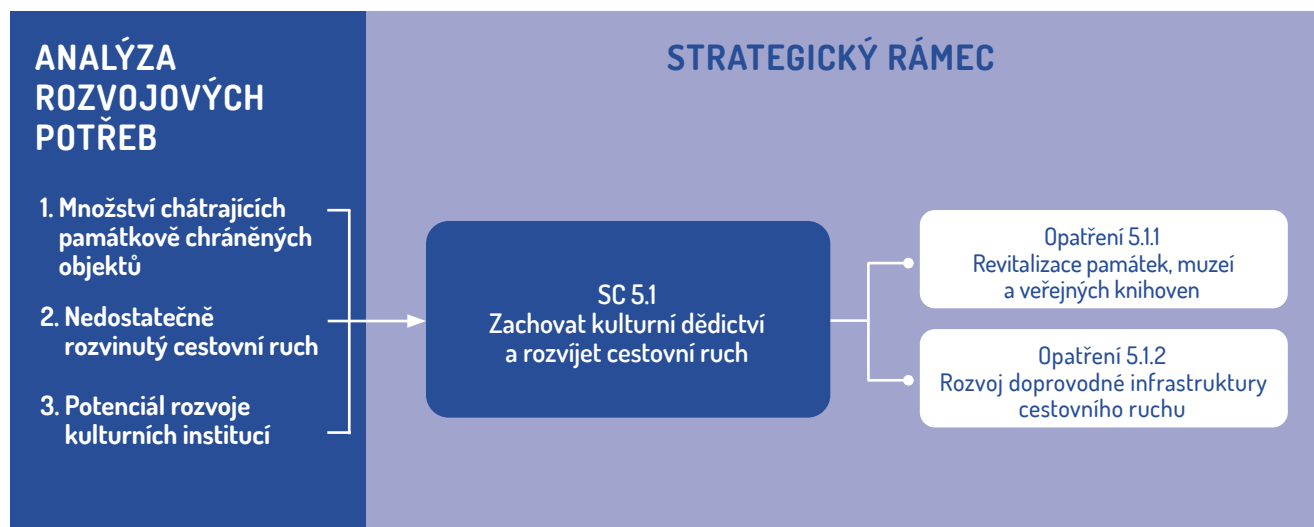 ANALÝZA
ROZVOJOVÝCH
POTŘEB
1. Množství chátrajících
památkově chráněných
objektů
2. Nedostatečně
rozvinutý cestovní ruch
3. Potenciál rozvoje
kulturních institucí
STRATEGICKÝ RÁMEC
SC 5.1
Zachovat kulturní dědictví
a rozvíjet cestovní ruch
Opatření 5.1.1
Revitalizace památek, muzeí
a veřejných knihoven
Opatření 5.1.2
Rozvoj doprovodné infrastruktury
cestovního ruchu